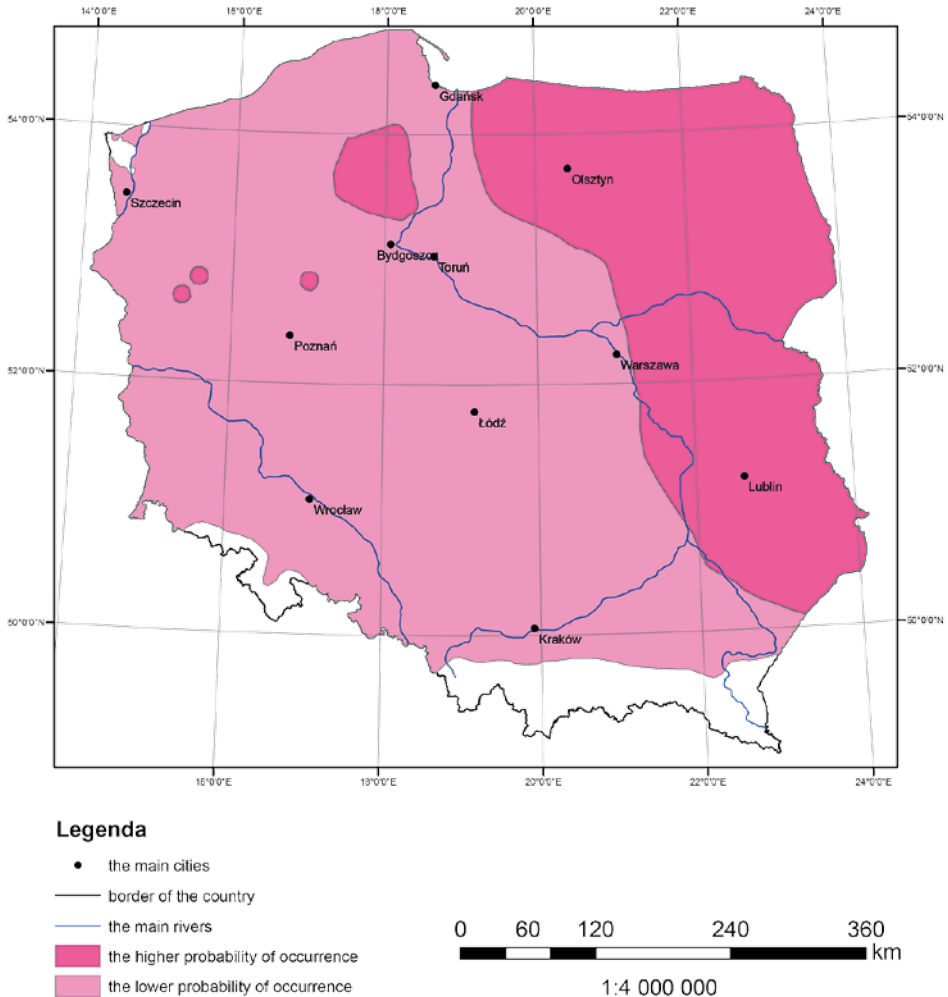 14°0'0"E 16°0'0"E 18°0'0"E 20°0'0"E 22°0'0"E 24°0'0"E
Gdańsk
54°0'0"N 54°0'0"N
Olsztyn
Szczecin
Bydgoszcz
Toruń
Poznań
Warszawa
52°0'0"N 52°0'0"N
Łódź
Lublin
Wrocław
50°0'0"N 50°0'0"N
Kraków
16°0'0"E 18°0'0"E 20°0'0"E 22°0'0"E 24°0'0"E
Legenda
the main cities
border of the country
the main rivers
the higher probability of occurrence
the lower probability of occurrence
0 60 120 240 360
km
1:4 000 000